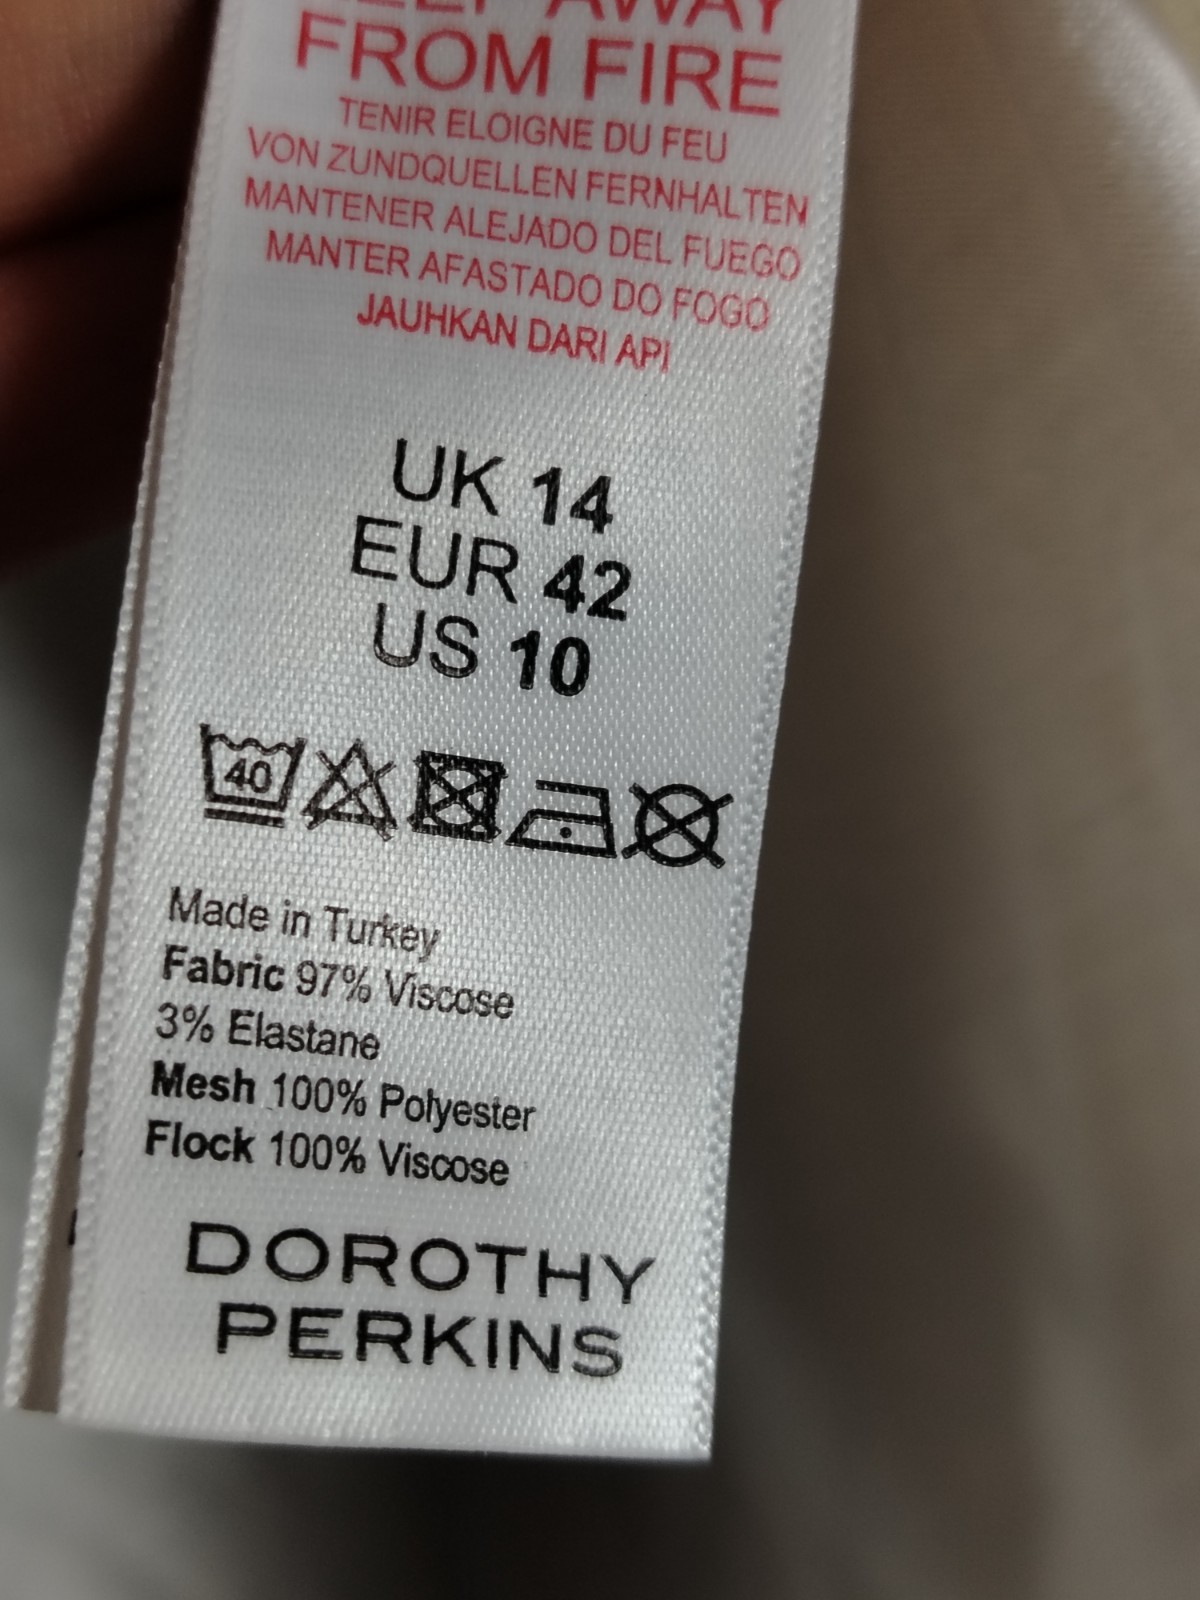 KEEP AWAY
FROM FIRE
TENIR ELOIGNE DU FEU
VON ZUNDQUELLEN FERNHALTEN
MANTENER ALEJADO DEL FUEGO
MANTER AFASTADO DO FOGO
JAUHKAN DARI API
UK 14
EUR 42
US 10
40
Made in Turkey
Fabric 97% Viscose
3% Elastane
Mesh 100% Polyester
Flock 100% Viscose
DOROTHY
PERKINS